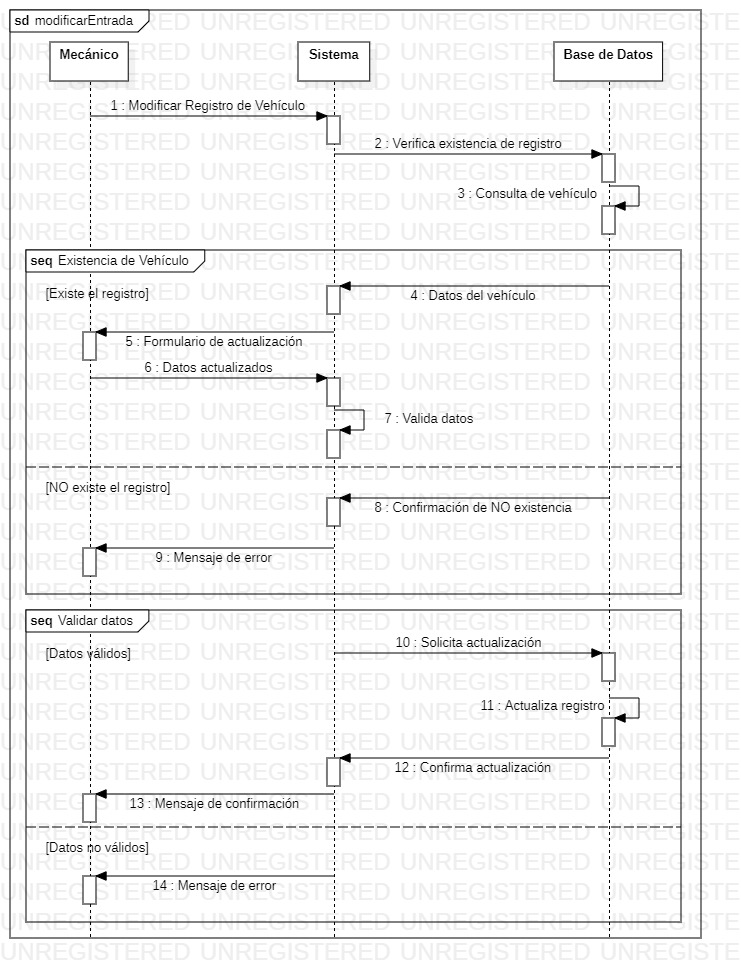 sd modificarEntrada
Mecánico
Sistema
Base de Datos
1 : Modificar Registro de Vehículo
2 : Verifica existencia de registro
3 : Consulta de vehículo
seq Existencia de Vehículo
[Existe el registro]
4 : Datos del vehículo
5 : Formulario de actualización
6 : Datos actualizados
7 : Valida datos
[NO existe el registro]
8 : Confirmación de NO existencia
9 : Mensaje de error
seq Validar datos
10 : Solicita actualización
[Datos válidos]
11 : Actualiza registro
12 : Confirma actualización
13 : Mensaje de confirmación
[Datos no válidos]
14 : Mensaje de error
UNREGISTERED